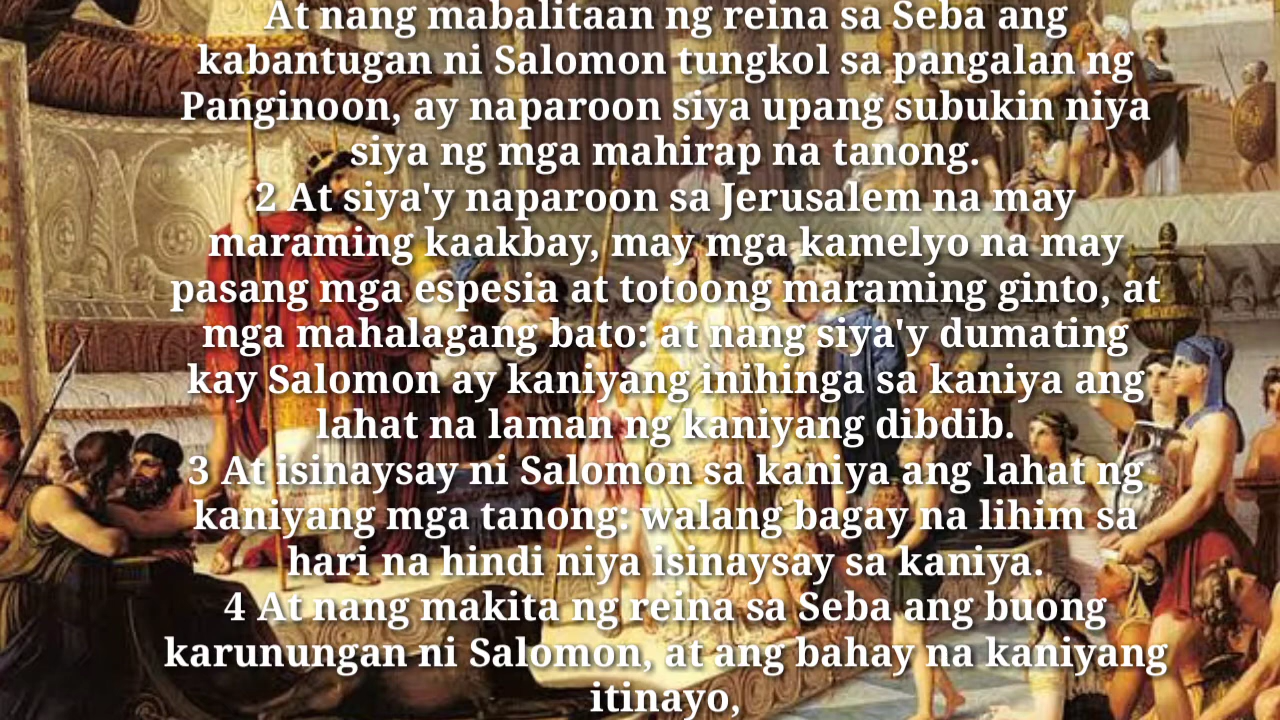 At nang mabalitaan ng reina sa Seba ang
kabantugan ni Salomon tungkol sa pangalan ng
Panginoon, ay naparoon siya upang subukin niya
siya ng mga mahirap na tanong.
2 At siya'y naparoon sa Jerusalem na may
maraming kaakbay, may mga kamelyo na may
pasang mga espesia at totoong maraming ginto, at
mga mahalagang bato: at nang siya'y dumating
kay Salomon ay kaniyang inihinga sa kaniya ang
lahat na laman ng kaniyang dibdib.
3 At isinaysay ni Salomon sa kaniya ang lahat ng
kaniyang mga tanong: walang bagay na lihim sa
hari na hindi niya isinaysay sa kaniya.
4 At nang makita ng reina sa Seba ang buong
karunungan ni Salomon, at ang bahay na kaniyang
itinayo,